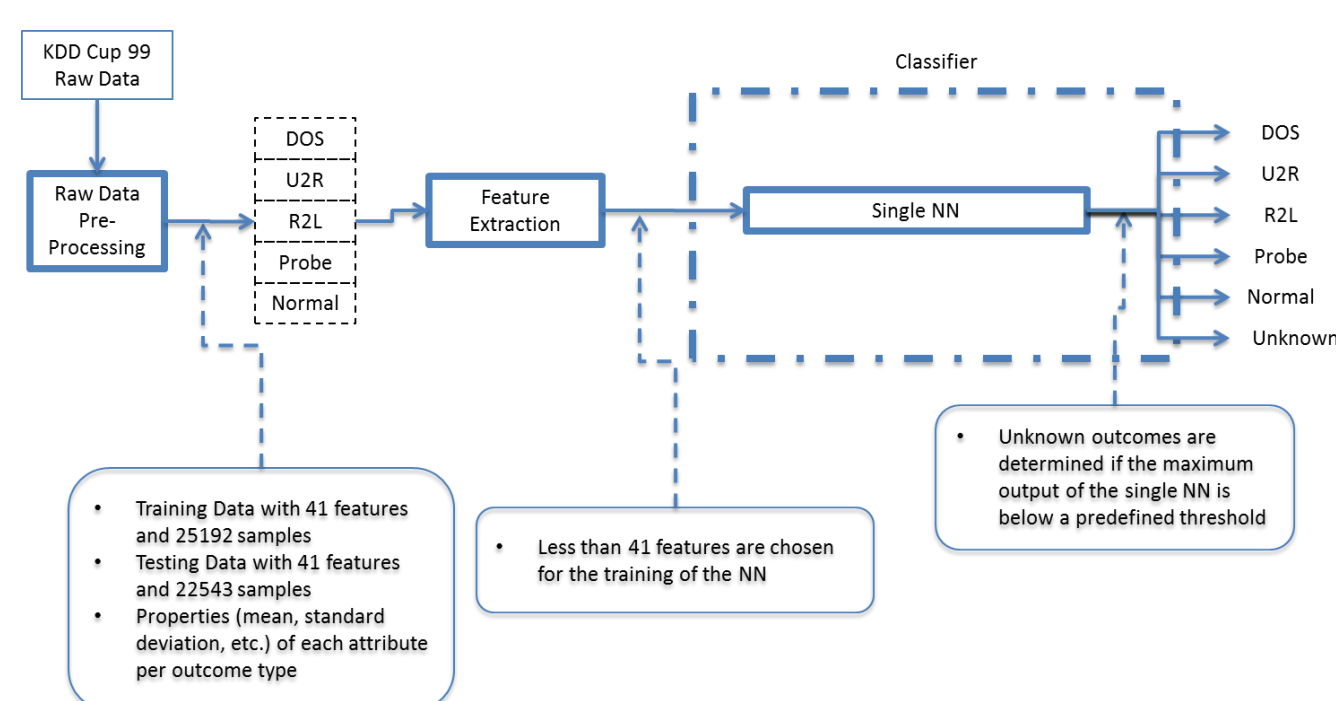 KDD Cup 99
Raw Data
Classifier
Raw Data
Pre-
Processing
DOS
U2R
R2L
Probe
Normal
Feature
Extraction
Single NN
DOS
U2R
R2L
Probe
Normal
Unknown
• Training Data with 41 features
and 25192 samples
• Testing Data with 41 features
and 22543 samples
• Properties (mean, standard
deviation, etc.) of each attribute
per outcome type
• Less than 41 features are chosen
for the training of the NN
• Unknown outcomes are
determined if the maximum
output of the single NN is
below a predefined threshold